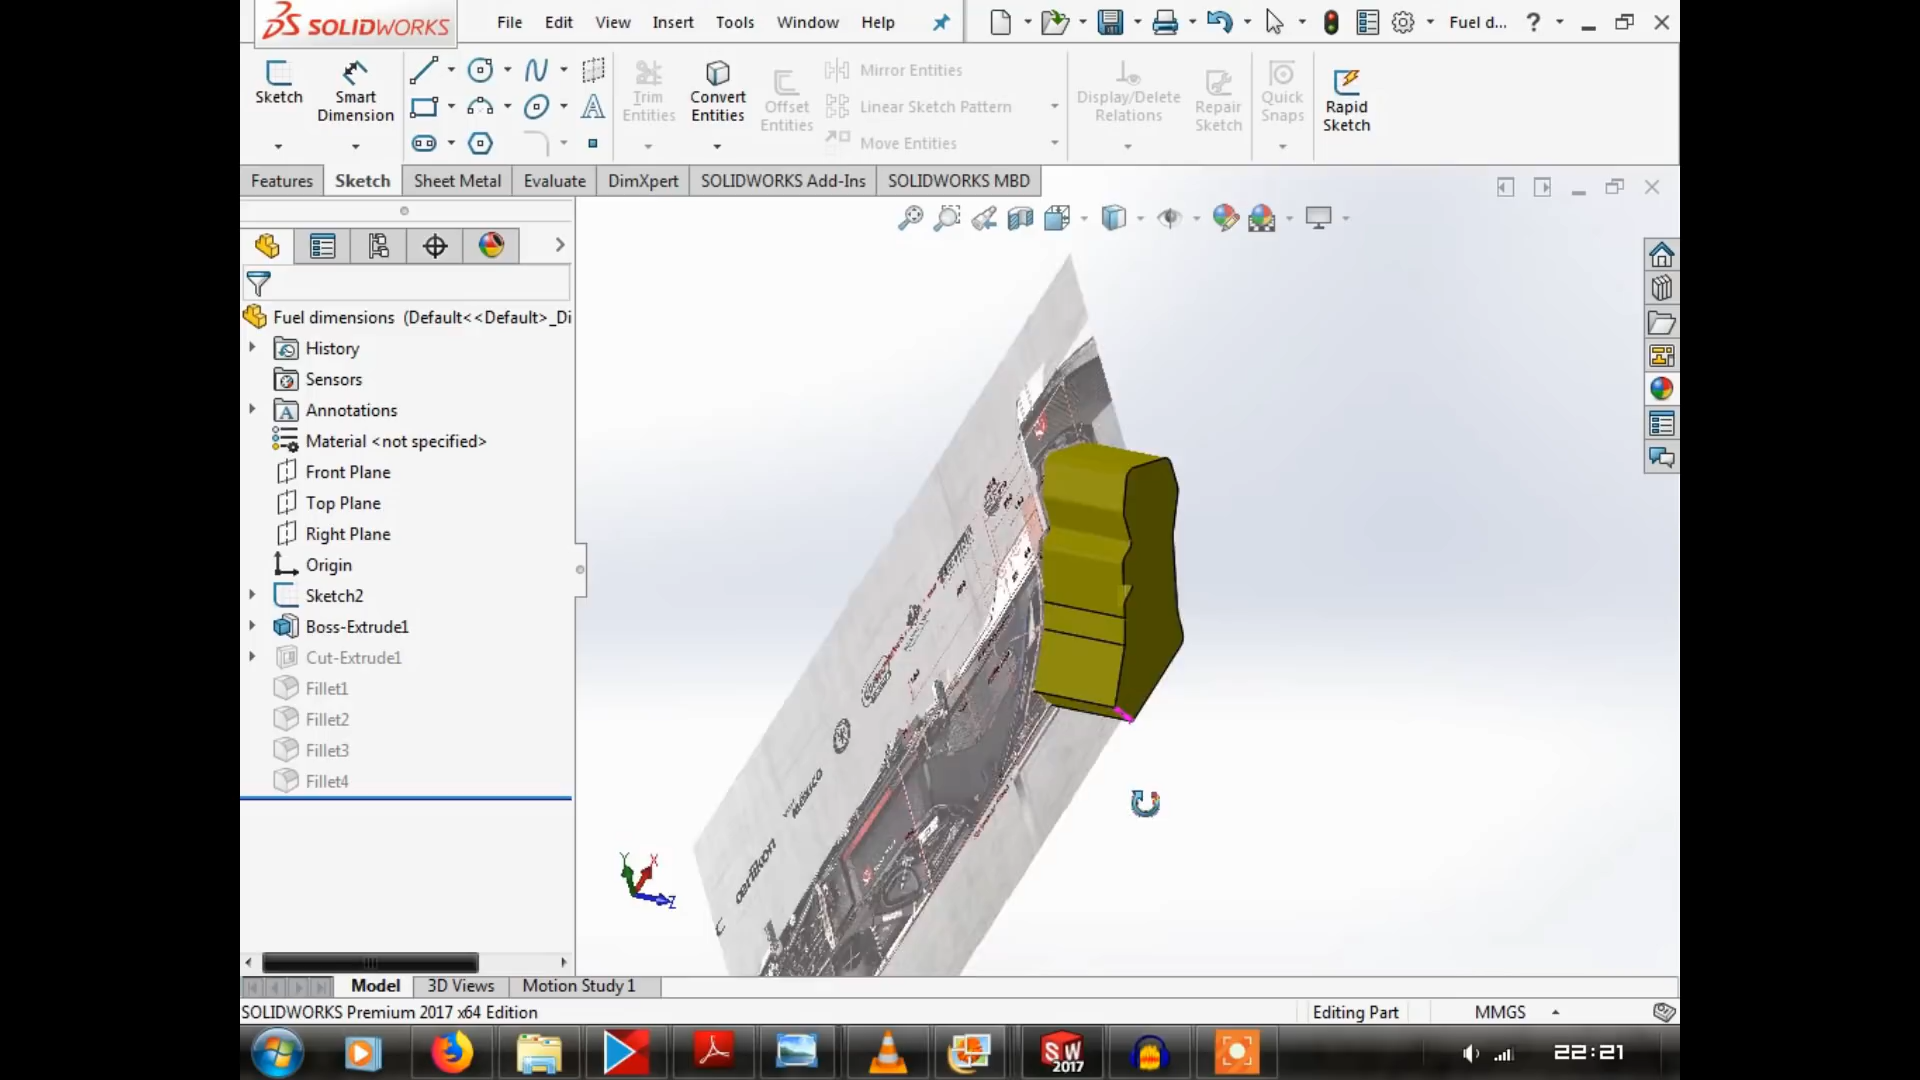 SOLIDWORKS
File Edit View Insert Tools Window Help
Fuel d... ?
Sketch
Smart Dimension
Trim Entities
Convert Entities
Offset Entities
Mirror Entities
Linear Sketch Pattern
Move Entities
Display/Delete Relations
Repair Sketch
Quick Snaps
Rapid Sketch
Features Sketch Sheet Metal Evaluate DimXpert SOLIDWORKS Add-Ins SOLIDWORKS MBD
Fuel dimensions (Default<<Default>_Di
History
Sensors
Annotations
Material <not specified>
Front Plane
Top Plane
Right Plane
Origin
Sketch2
Boss-Extrude1
Cut-Extrude1
Fillet1
Fillet2
Fillet3
Fillet4
oerlikon
MÉXICO
Y X Z
Model 3D Views Motion Study 1
SOLIDWORKS Premium 2017 x64 Edition
Editing Part MMGS
SW 2017
22:21